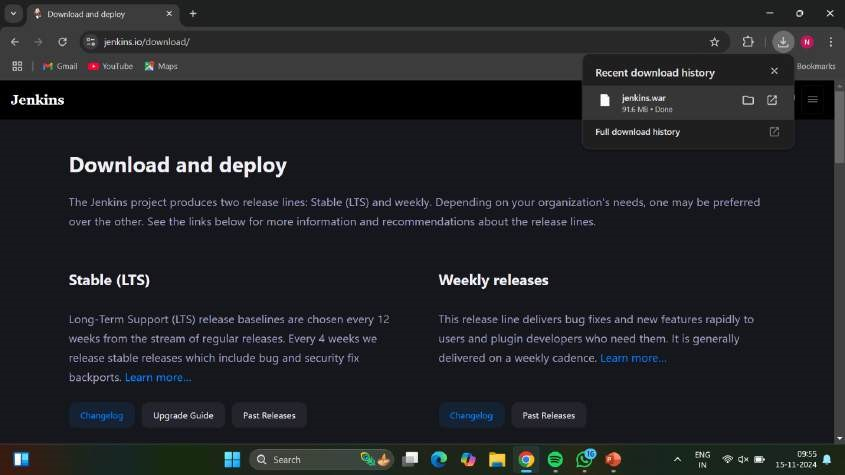 Download and deploy
jenkins.io/download/
N
Gmail
YouTube
Maps
Bookmarks
Recent download history
jenkins.war
91.6 MB • Done
Full download history
Jenkins
Download and deploy
The Jenkins project produces two release lines: Stable (LTS) and weekly. Depending on your organization's needs, one may be preferred
over the other. See the links below for more information and recommendations about the release lines.
Stable (LTS)
Long-Term Support (LTS) release baselines are chosen every 12
weeks from the stream of regular releases. Every 4 weeks we
release stable releases which include bug and security fix
backports. Learn more...
Changelog
Upgrade Guide
Past Releases
Weekly releases
This release line delivers bug fixes and new features rapidly to
users and plugin developers who need them. It is generally
delivered on a weekly cadence. Learn more...
Changelog
Past Releases
Search
16
ENG
IN
09:55
15-11-2024